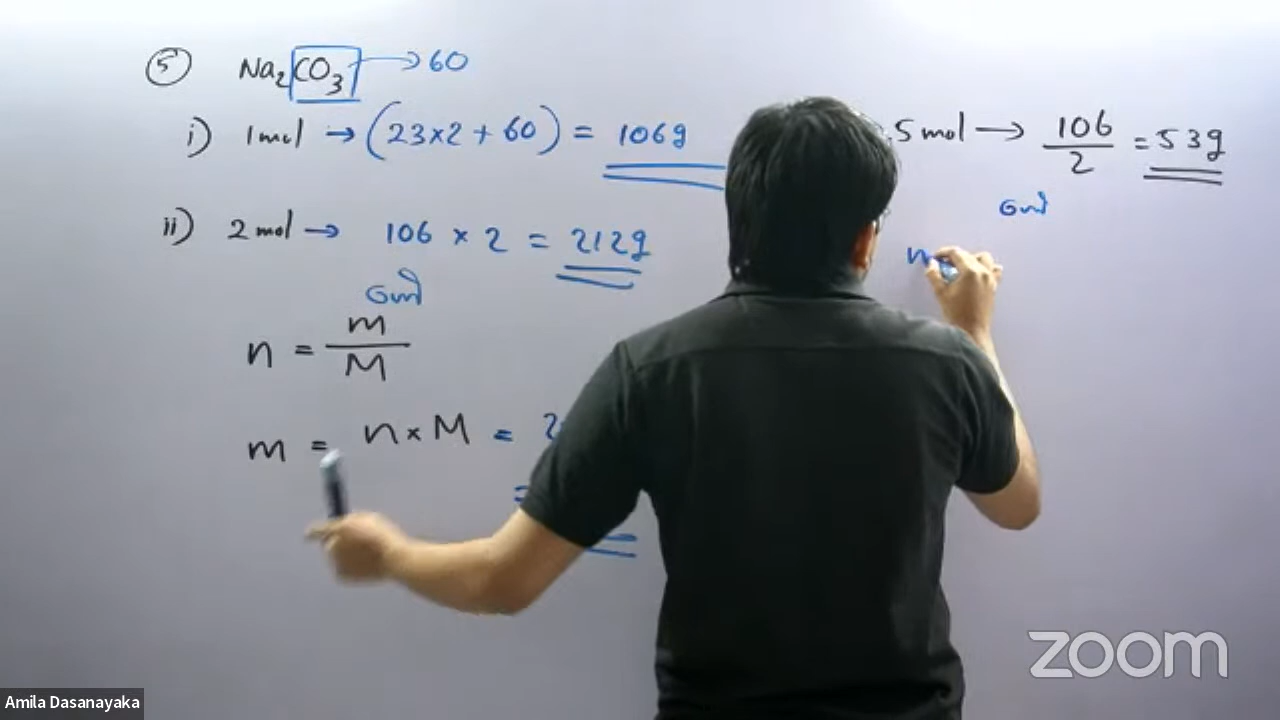 ⑤ Na₂CO₃ → 60
i) 1mol → (23×2 + 60) = 106g
.5 mol → 106/2 = 53g
ii) 2 mol → 106 × 2 = 212g
හෝ
හෝ
n = m/M
m
m = n×M = 2
=
Amila Dasanayaka
zoom